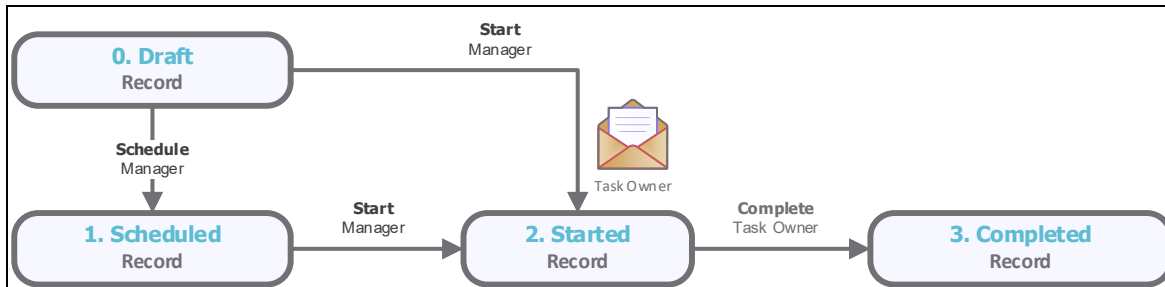 Start
Manager
0. Draft
Record
Schedule
Manager
Task Owner
1. Scheduled
Record
Start
Manager
2. Started
Record
Complete
Task Owner
3. Completed
Record